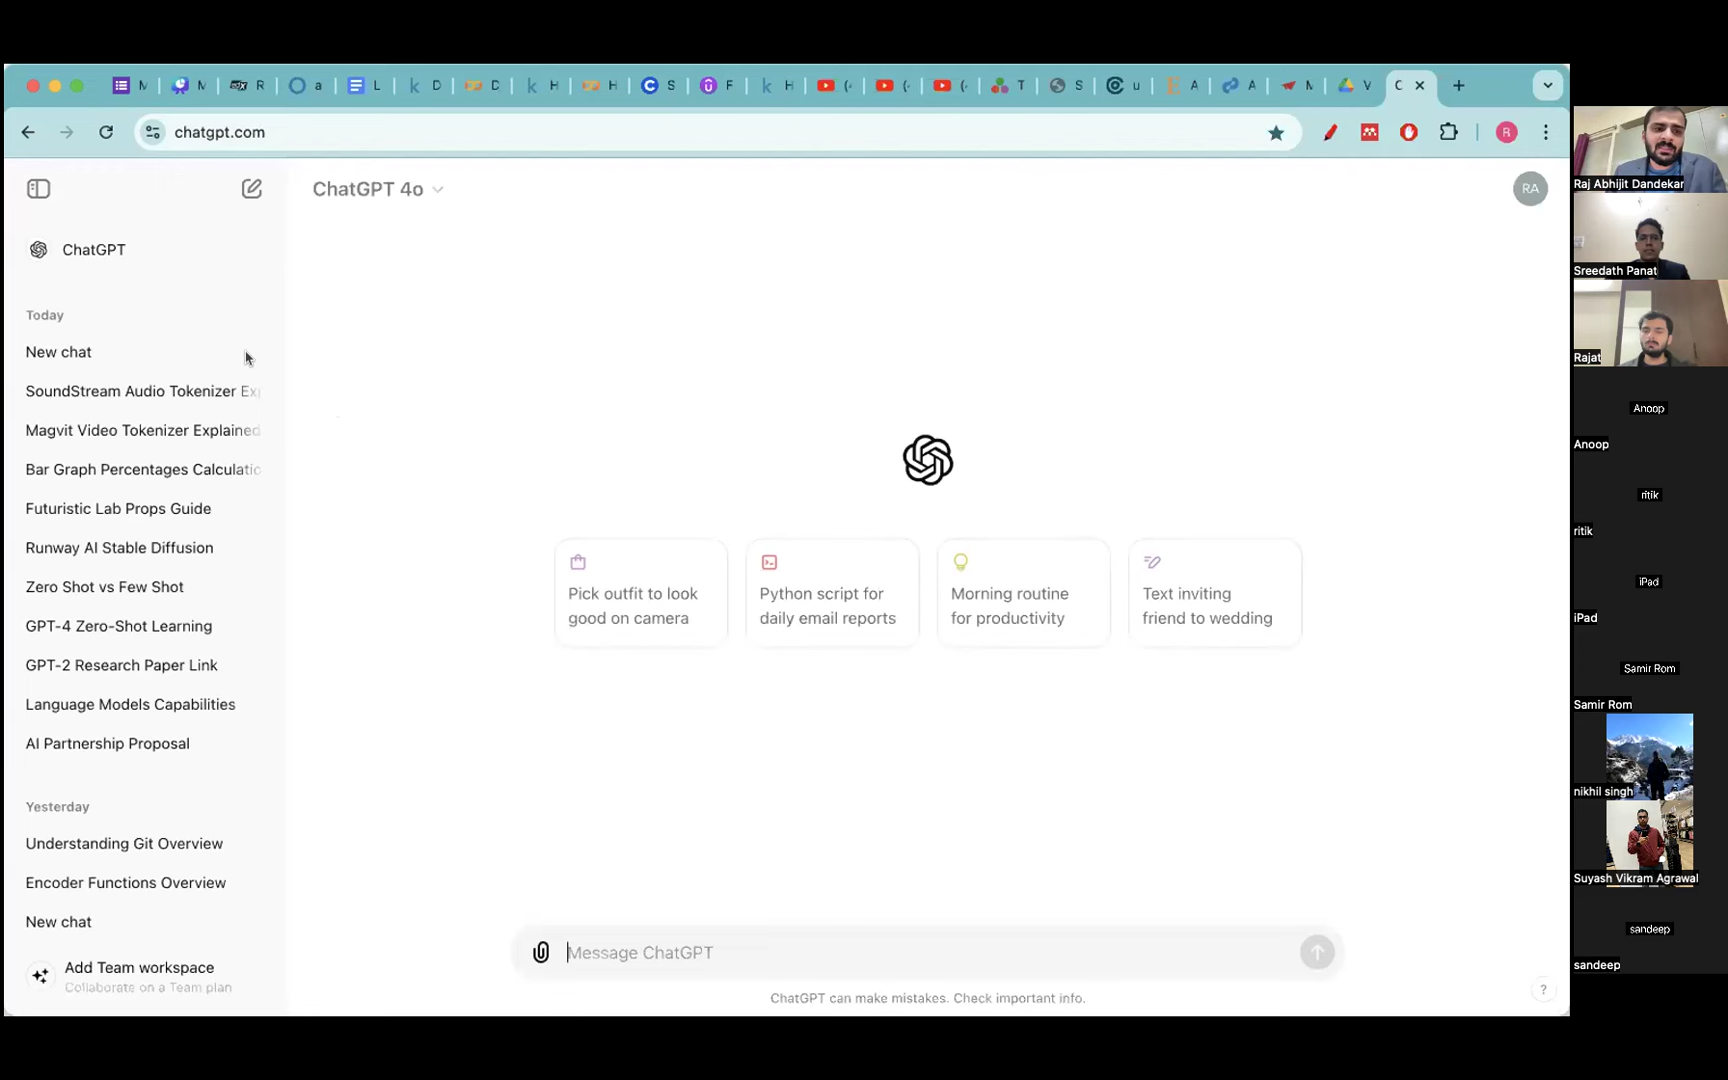 M
M
R
a
L
D
D
H
H
S
F
H
(
(
(
T
S
u
A
A
M
V
C
chatgpt.com
R
ChatGPT 4o
RA
ChatGPT
Today
New chat
SoundStream Audio Tokenizer Exp
Magvit Video Tokenizer Explained
Bar Graph Percentages Calculatic
Futuristic Lab Props Guide
Runway AI Stable Diffusion
Zero Shot vs Few Shot
GPT-4 Zero-Shot Learning
GPT-2 Research Paper Link
Language Models Capabilities
AI Partnership Proposal
Yesterday
Understanding Git Overview
Encoder Functions Overview
New chat
Add Team workspace
Collaborate on a Team plan
Pick outfit to look
good on camera
Python script for
daily email reports
Morning routine
for productivity
Text inviting
friend to wedding
Message ChatGPT
ChatGPT can make mistakes. Check important info.
?
Raj Abhijit Dandekar
Sreedath Panat
Rajat
Anoop
Anoop
ritik
ritik
iPad
iPad
Samir Rom
Samir Rom
nikhil singh
Suyash Vikram Agrawal
sandeep
sandeep